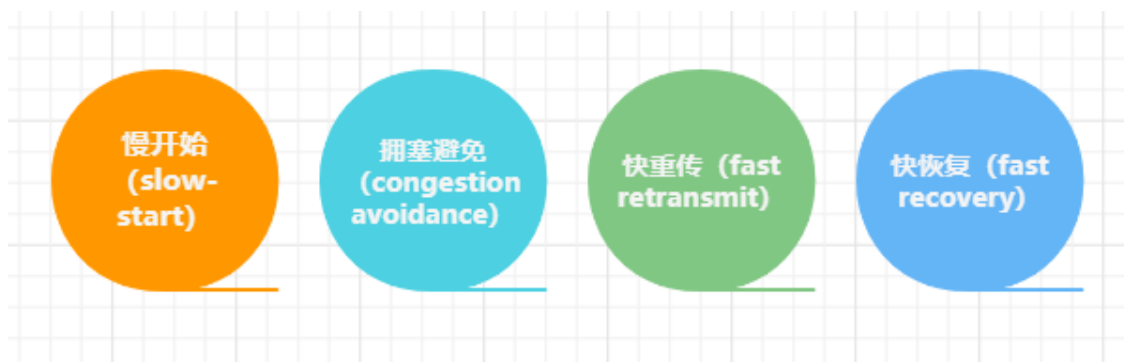 慢开始
（slow-
start）
拥塞避免
（congestion
avoidance）
快重传（fast
retransmit）
快恢复（fast
recovery）